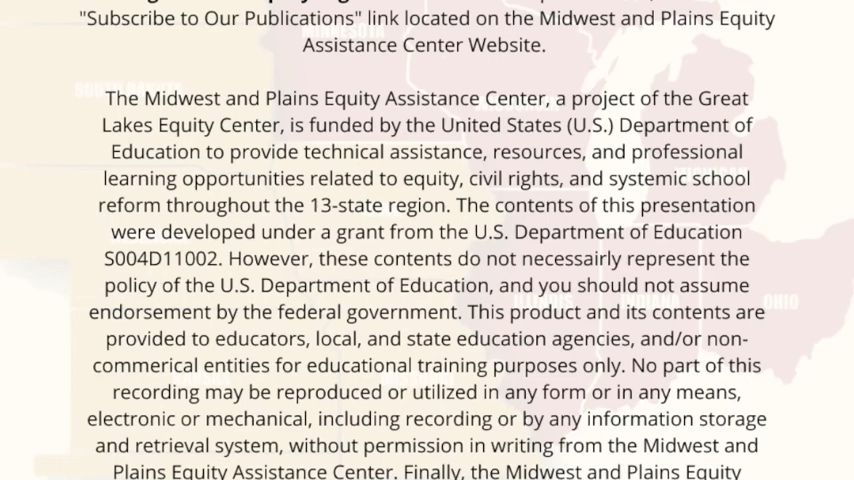 "Subscribe to Our Publications" link located on the Midwest and Plains Equity
Assistance Center Website.
The Midwest and Plains Equity Assistance Center, a project of the Great
Lakes Equity Center, is funded by the United States (U.S.) Department of
Education to provide technical assistance, resources, and professional
learning opportunities related to equity, civil rights, and systemic school
reform throughout the 13-state region. The contents of this presentation
were developed under a grant from the U.S. Department of Education
S004D11002. However, these contents do not necessairly represent the
policy of the U.S. Department of Education, and you should not assume
endorsement by the federal government. This product and its contents are
provided to educators, local, and state education agencies, and/or non-
commerical entities for educational training purposes only. No part of this
recording may be reproduced or utilized in any form or in any means,
electronic or mechanical, including recording or by any information storage
and retrieval system, without permission in writing from the Midwest and
Plains Equity Assistance Center. Finally, the Midwest and Plains Equity
MINNESOTA
SOUTH DAKOTA
ILLINOIS
INDIANA
OHIO